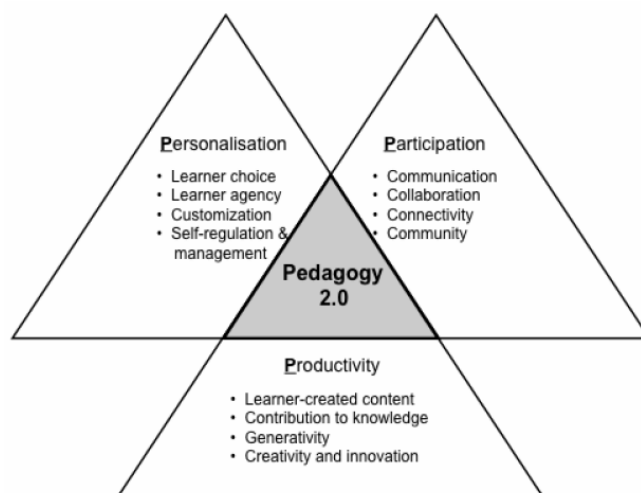 Personalisation
• Learner choice
• Learner agency
• Customization
• Self-regulation &
management
Participation
• Communication
• Collaboration
• Connectivity
• Community
Pedagogy
2.0
Productivity
• Learner-created content
• Contribution to knowledge
• Generativity
• Creativity and innovation